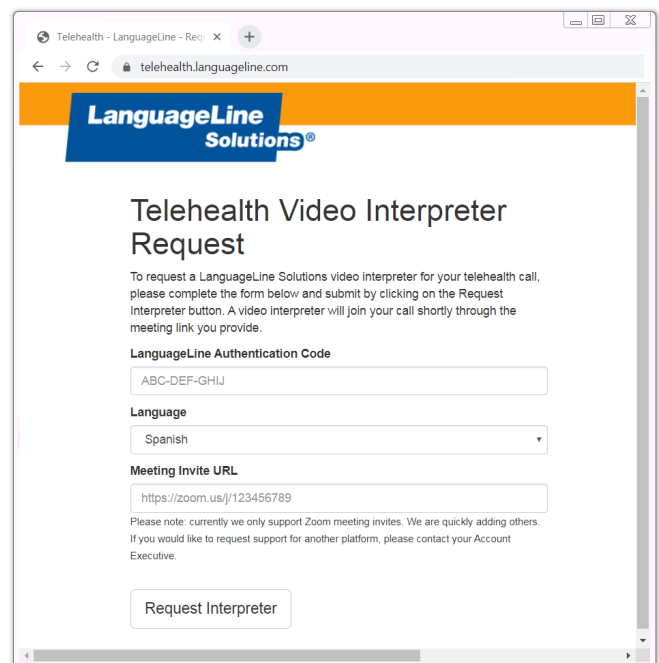 Telehealth - LanguageLine - Req
telehealth.languageline.com
LanguageLine
Solutions®
Telehealth Video Interpreter
Request
To request a LanguageLine Solutions video interpreter for your telehealth call,
please complete the form below and submit by clicking on the Request
Interpreter button. A video interpreter will join your call shortly through the
meeting link you provide.
LanguageLine Authentication Code
ABC-DEF-GHIJ
Language
Spanish
Meeting Invite URL
https://zoom.us/j/123456789
Please note: currently we only support Zoom meeting invites. We are quickly adding others.
If you would like to request support for another platform, please contact your Account
Executive.
Request Interpreter